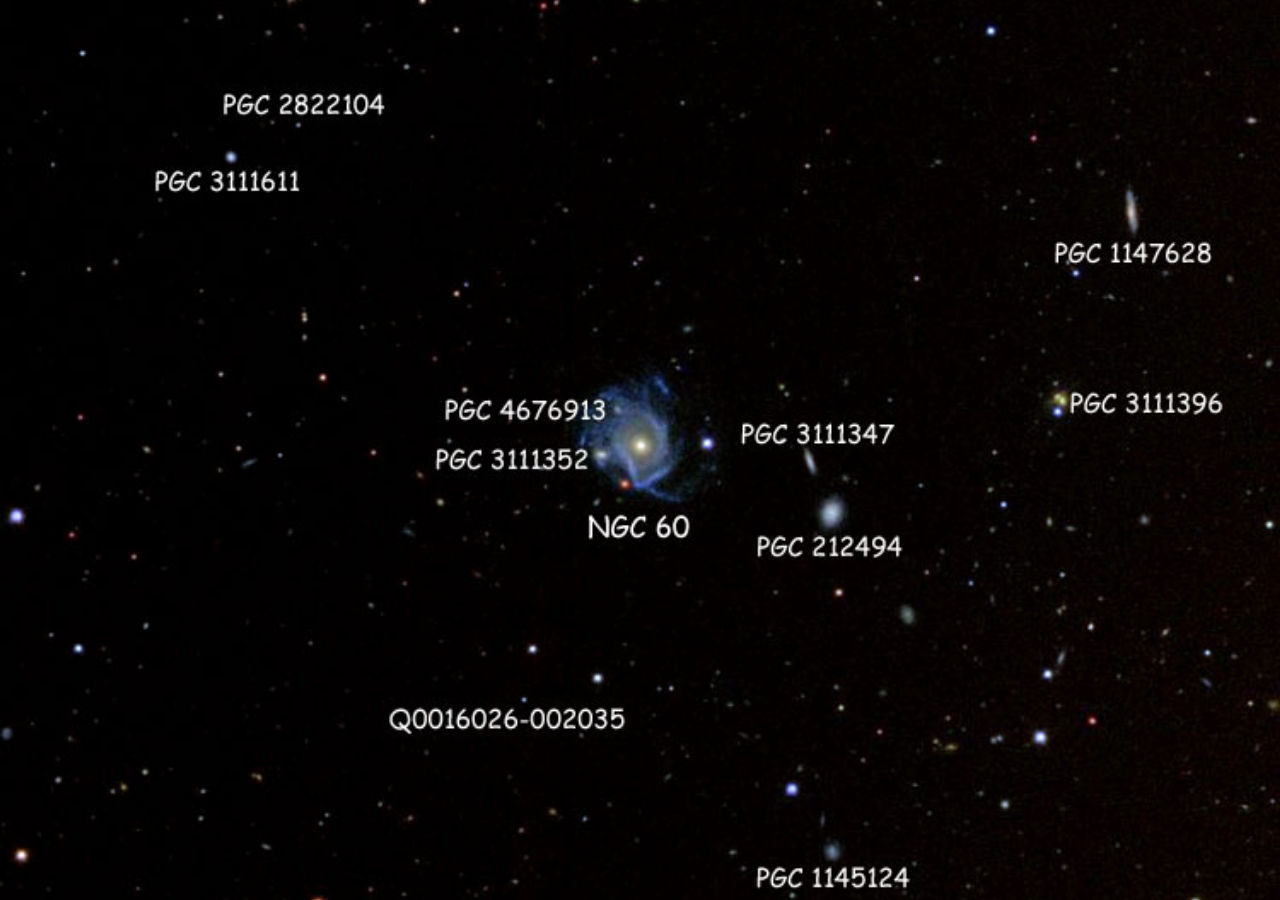 PGC 2822104
PGC 3111611
PGC 1147628
PGC 4676913
PGC 3111396
PGC 3111347
PGC 3111352
NGC 60
PGC 212494
Q0016026-002035
PGC 1145124